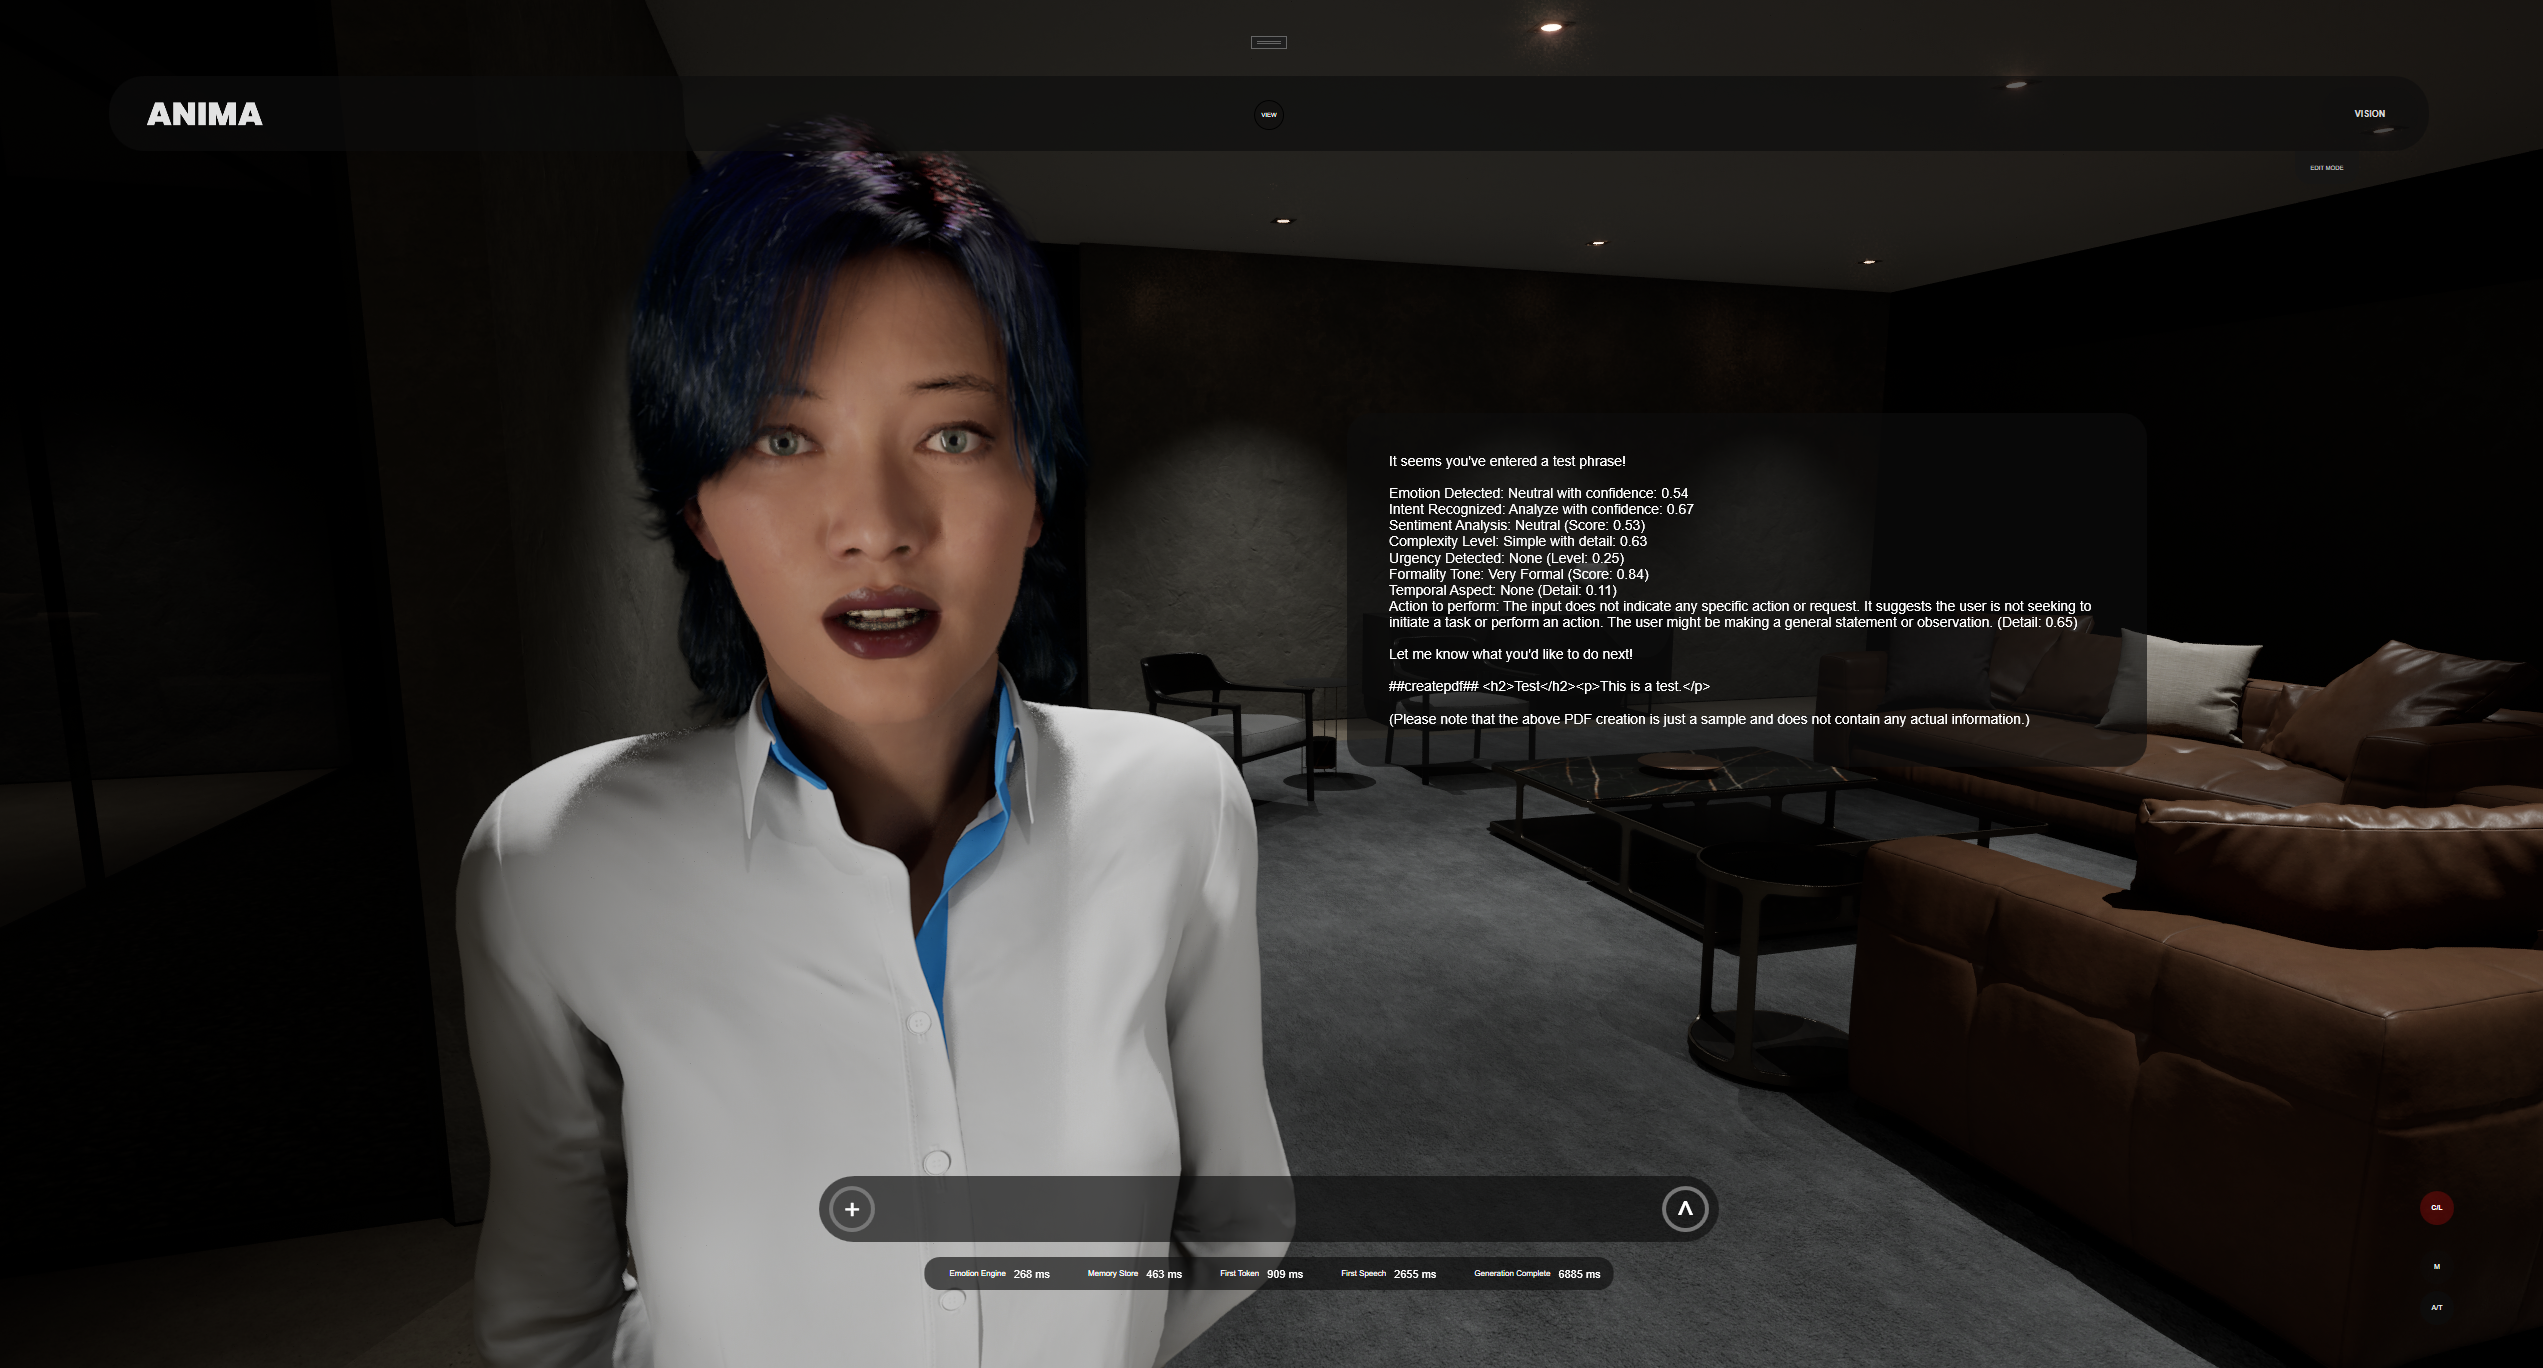 ANIMA
VIEW
VISION
EDIT MODE
It seems you've entered a test phrase!
Emotion Detected: Neutral with confidence: 0.54
Intent Recognized: Analyze with confidence: 0.67
Sentiment Analysis: Neutral (Score: 0.53)
Complexity Level: Simple with detail: 0.63
Urgency Detected: None (Level: 0.25)
Formality Tone: Very Formal (Score: 0.84)
Temporal Aspect: None (Detail: 0.11)
Action to perform: The input does not indicate any specific action or request. It suggests the user is not seeking to
initiate a task or perform an action. The user might be making a general statement or observation. (Detail: 0.65)
Let me know what you'd like to do next!
##createpdf## <h2>Test</h2><p>This is a test.</p>
(Please note that the above PDF creation is just a sample and does not contain any actual information.)
+
C/L
Emotion Engine 268 ms Memory Store 463 ms First Token 909 ms First Speech 2655 ms Generation Complete 6885 ms
M
A/T